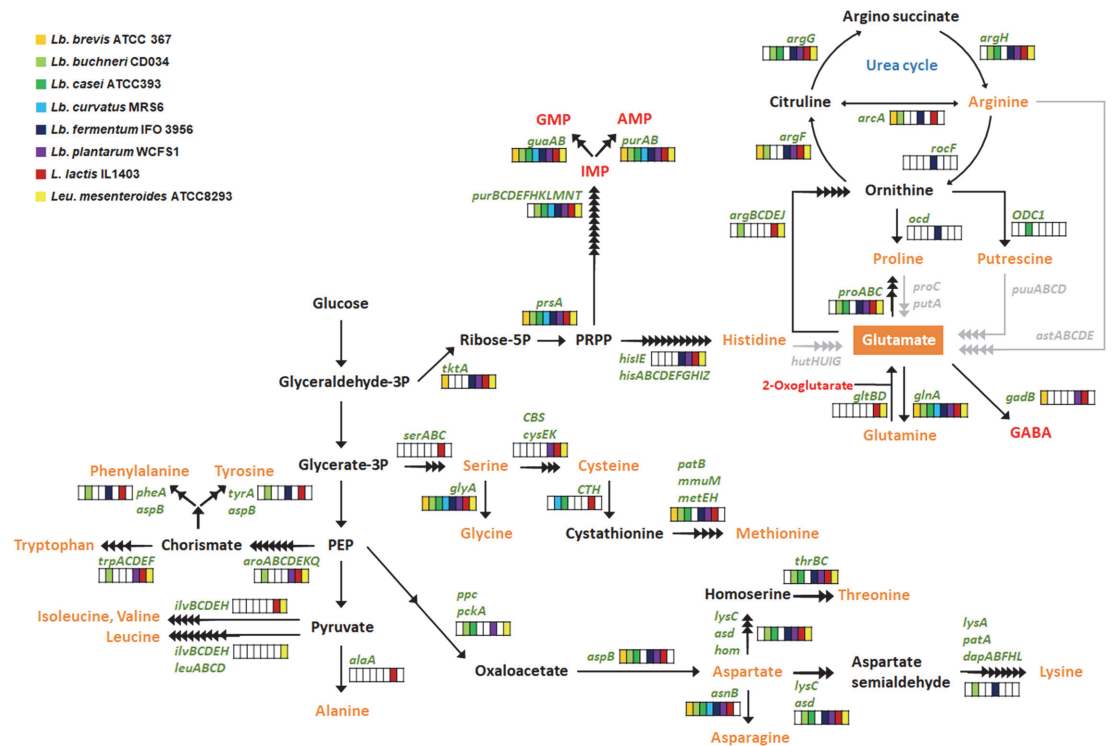 Lb. brevis ATCC 367
Lb. buchneri CD034
Lb. casei ATCC393
Lb. curvatus MRS6
Lb. fermentum IFO 3956
Lb. plantarum WCFS1
L. lactis IL1403
Leu. mesenteroides ATCC8293
Argino succinate
argG
argH
Urea cycle
Citruline
Arginine
arcA
argF
rocF
Ornithine
argBCDEJ
ocd
ODC1
Proline
Putrescine
proABC
proC
putA
puuABCD
Glutamate
astABCDE
hutHUIG
2-Oxoglutarate
gltBD
glnA
gadB
Glutamine
GABA
GMP
AMP
guaAB
purAB
IMP
purBCDEFHKLMNT
prsA
Ribose-5P
PRPP
Histidine
hisIE
hisABCDEFGHIZ
Glucose
Glyceraldehyde-3P
tktA
Glycerate-3P
serABC
Serine
CBS
cysEK
Cysteine
glyA
Glycine
CTH
Cystathionine
patB
mmuM
metEH
Methionine
Phenylalanine
Tyrosine
pheA
aspB
tyrA
aspB
Tryptophan
Chorismate
PEP
trpACDEF
aroABCDEKQ
ilvBCDEH
Isoleucine, Valine
Leucine
Pyruvate
ilvBCDEH
leuABCD
alaA
Alanine
ppc
pckA
Oxaloacetate
aspB
Aspartate
thrBC
Homoserine
Threonine
lysC
asd
hom
asnB
Asparagine
lysC
asd
Aspartate
semialdehyde
lysA
patA
dapABFHL
Lysine